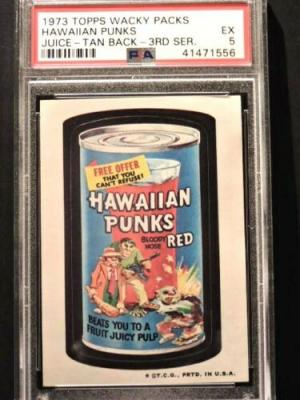 1973 TOPPS WACKY PACKS
HAWAIIAN PUNKS EX
JUICE - TAN BACK - 3RD SER. 5
PSA 41471556
FREE OFFER
THAT YOU
CAN'T REFUSE!
HAWAIIAN
PUNKS
BLOODY
NOSE RED
BEATS YOU TO A
FRUIT JUICY PULP
* ©T.C.G., PRTD. IN U.S.A.